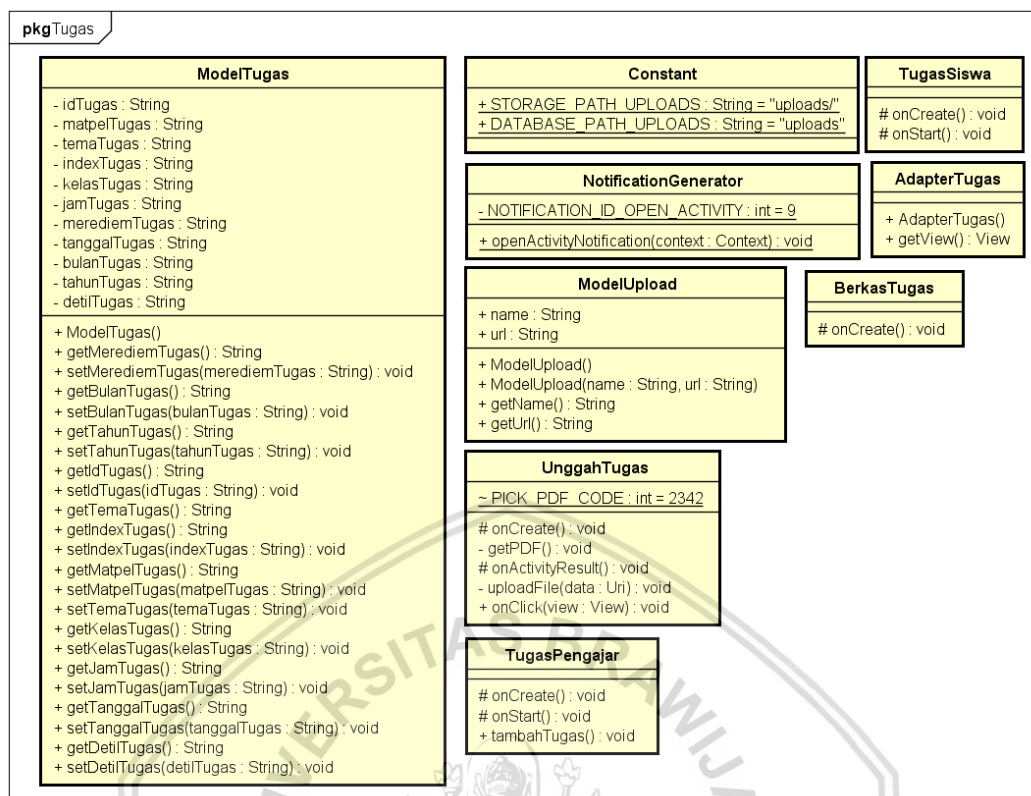 pkg Tugas
ModelTugas
- idTugas : String
- matpelTugas : String
- temaTugas : String
- indexTugas : String
- kelasTugas : String
- jamTugas : String
- merediemTugas : String
- tanggalTugas : String
- bulanTugas : String
- tahunTugas : String
- detilTugas : String
+ ModelTugas()
+ getMerediemTugas() : String
+ setMerediemTugas(merediemTugas : String) : void
+ getBulanTugas() : String
+ setBulanTugas(bulanTugas : String) : void
+ getTahunTugas() : String
+ setTahunTugas(tahunTugas : String) : void
+ getIdTugas() : String
+ setIdTugas(idTugas : String) : void
+ getTemaTugas() : String
+ getIndexTugas() : String
+ setIndexTugas(indexTugas : String) : void
+ getMatpelTugas() : String
+ setMatpelTugas(matpelTugas : String) : void
+ setTemaTugas(temaTugas : String) : void
+ getKelasTugas() : String
+ setKelasTugas(kelasTugas : String) : void
+ getJamTugas() : String
+ setJamTugas(jamTugas : String) : void
+ getTanggalTugas() : String
+ setTanggalTugas(tanggalTugas : String) : void
+ getDetilTugas() : String
+ setDetilTugas(detilTugas : String) : void
Constant
+ STORAGE_PATH_UPLOADS : String = "uploads/"
+ DATABASE_PATH_UPLOADS : String = "uploads"
NotificationGenerator
- NOTIFICATION_ID_OPEN_ACTIVITY : int = 9
+ openActivityNotification(context : Context) : void
ModelUpload
+ name : String
+ url : String
+ ModelUpload()
+ ModelUpload(name : String, url : String)
+ getName() : String
+ getUrl() : String
UnggahTugas
~ PICK_PDF_CODE : int = 2342
# onCreate() : void
- getPDF() : void
# onActivityResult() : void
- uploadFile(data : Uri) : void
+ onClick(view : View) : void
TugasPengajar
# onCreate() : void
# onStart() : void
+ tambahTugas() : void
TugasSiswa
# onCreate() : void
# onStart() : void
AdapterTugas
+ AdapterTugas()
+ getView() : View
BerkasTugas
# onCreate() : void